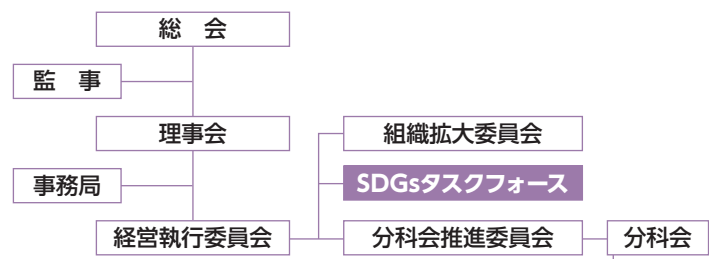 総　会
監　事
理事会
組織拡大委員会
事務局
SDGsタスクフォース
経営執行委員会
分科会推進委員会
分科会